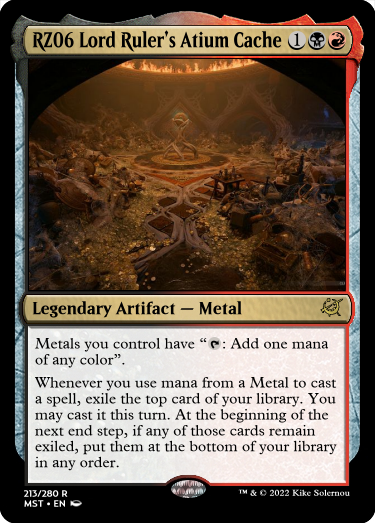 RZ06 Lord Ruler's Atium Cache 1
Legendary Artifact — Metal
Metals you control have “: Add one mana
of any color”.
Whenever you use mana from a Metal to cast
a spell, exile the top card of your library. You
may cast it this turn. At the beginning of the
next end step, if any of those cards remain
exiled, put them at the bottom of your library
in any order.
213/280 R
MST • EN
™ & © 2022 Kike Solernou